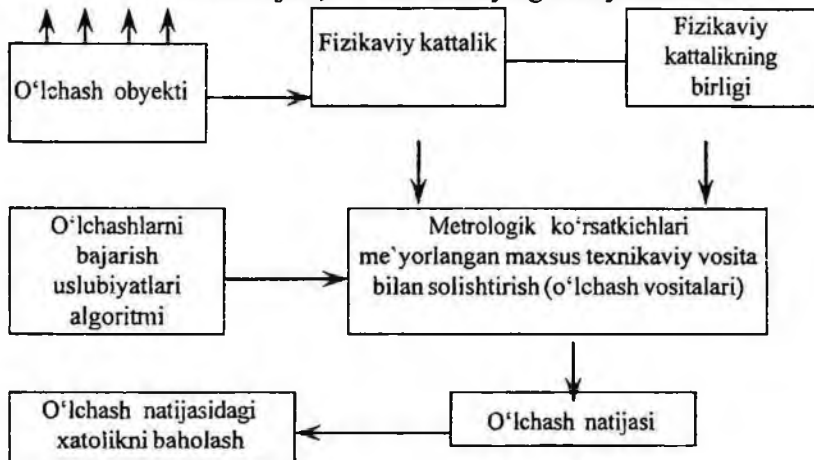 O‘lchash obyekti
Fizikaviy kattalik
Fizikaviy
kattalikning
birligi
O‘lchashlarni
bajarish
uslubiyatlari
algoritmi
Metrologik ko‘rsatkichlari
me`yorlangan maxsus texnikaviy vosita
bilan solishtirish (o‘lchash vositalari)
O‘lchash natijasi
O‘lchash natijasidagi
xatolikni baholash